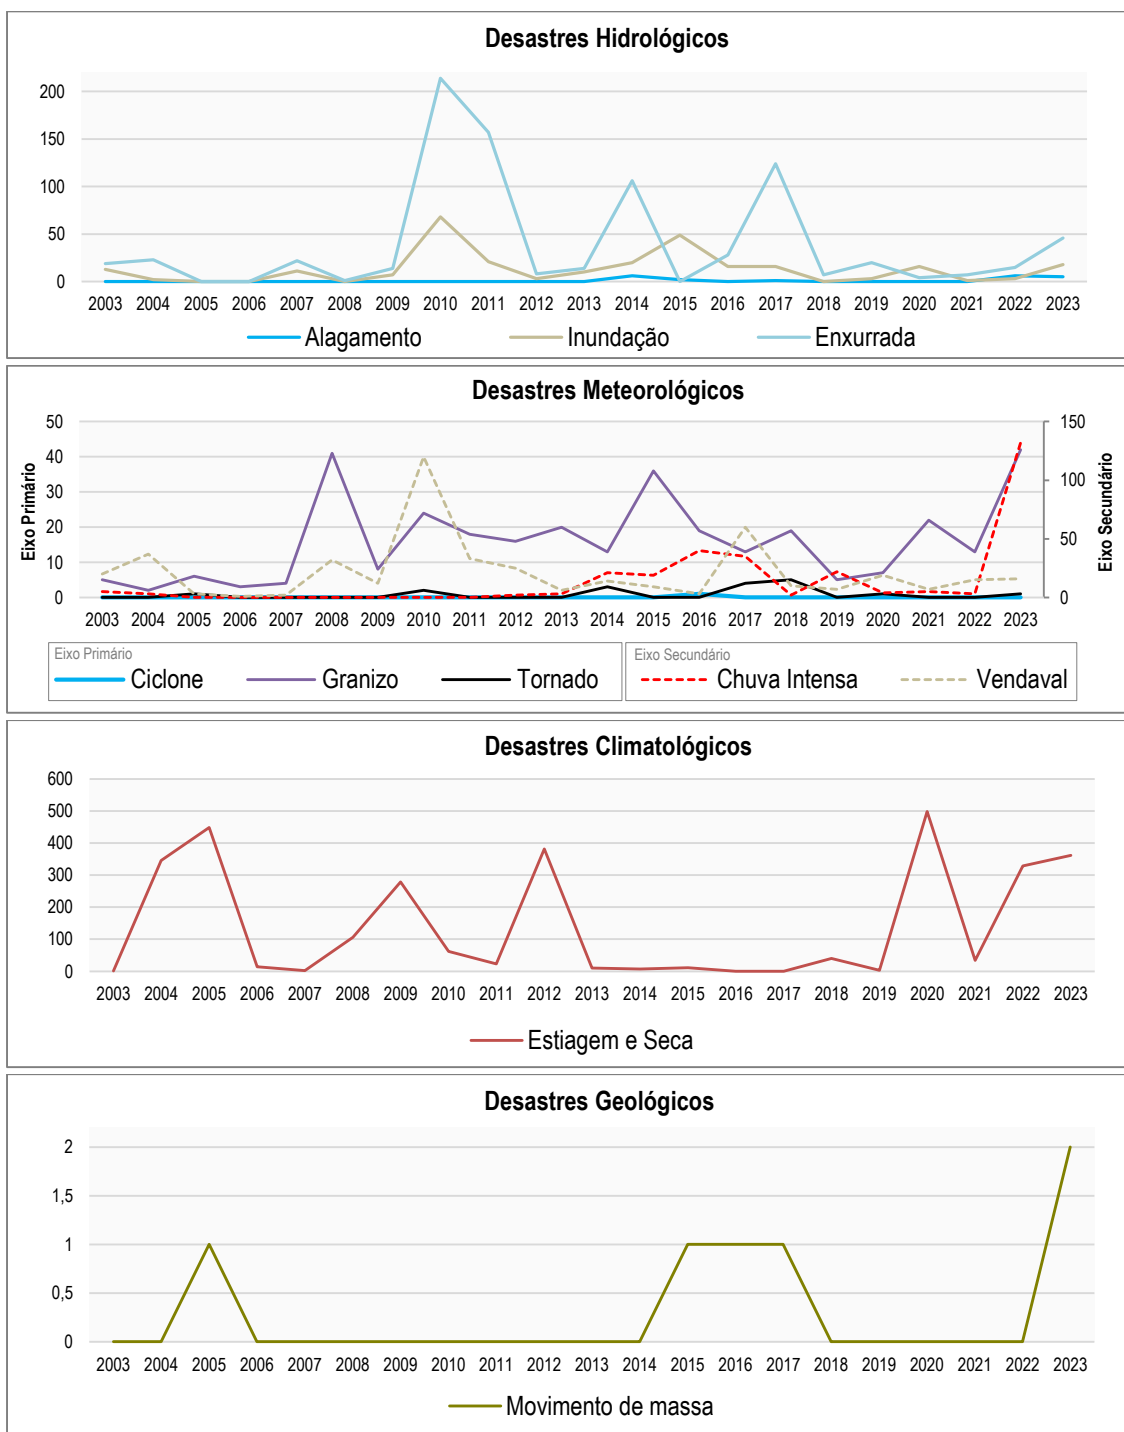 Desastres Hidrológicos
200
150
100
50
0
2003 2004 2005 2006 2007 2008 2009 2010 2011 2012 2013 2014 2015 2016 2017 2018 2019 2020 2021 2022 2023
Alagamento Inundação Enxurrada
Desastres Meteorológicos
Eixo Primário
50
40
30
20
10
0
150
100
50
0
Eixo Secundário
2003 2004 2005 2006 2007 2008 2009 2010 2011 2012 2013 2014 2015 2016 2017 2018 2019 2020 2021 2022 2023
Eixo Primário
Ciclone Granizo Tornado
Eixo Secundário
Chuva Intensa Vendaval
Desastres Climatológicos
600
500
400
300
200
100
0
2003 2004 2005 2006 2007 2008 2009 2010 2011 2012 2013 2014 2015 2016 2017 2018 2019 2020 2021 2022 2023
Estiagem e Seca
Desastres Geológicos
2
1,5
1
0,5
0
2003 2004 2005 2006 2007 2008 2009 2010 2011 2012 2013 2014 2015 2016 2017 2018 2019 2020 2021 2022 2023
Movimento de massa